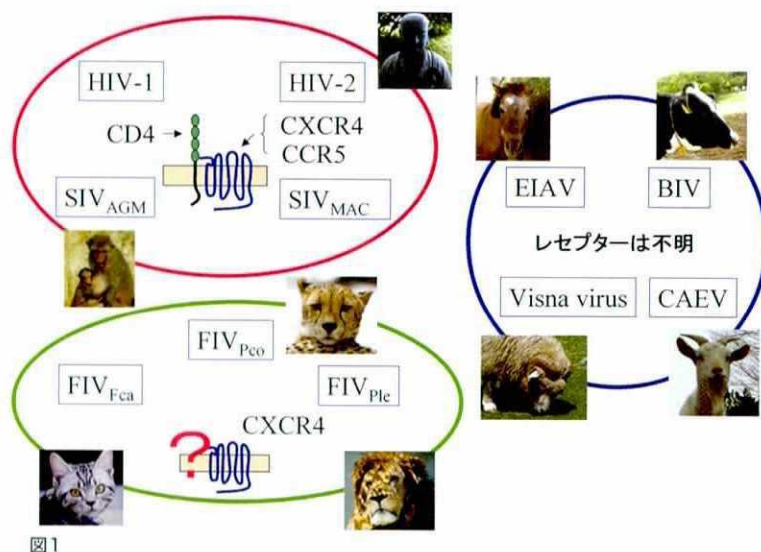 HIV-1
HIV-2
CD4
CXCR4
CCR5
SIV_AGM
SIV_MAC
EIAV
BIV
レセプターは不明
Visna virus
CAEV
FIV_Pco
FIV_Fca
FIV_Ple
CXCR4
?
図1